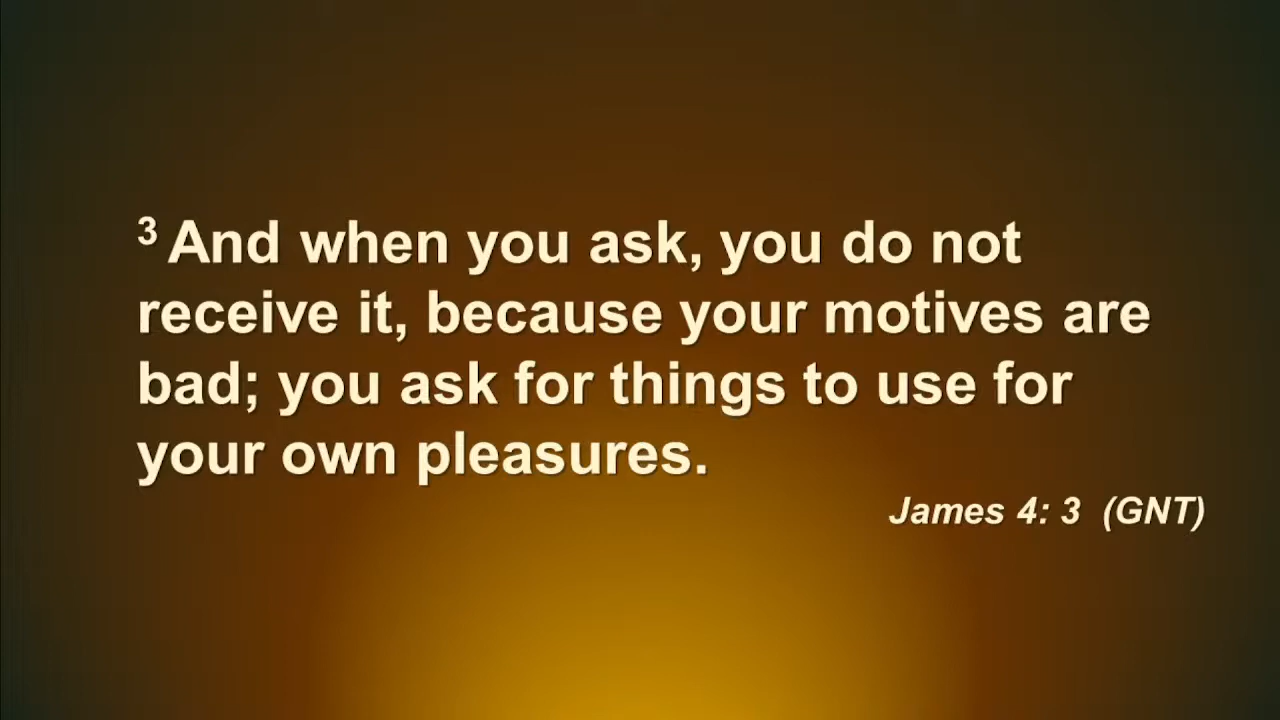 3 And when you ask, you do not
receive it, because your motives are
bad; you ask for things to use for
your own pleasures.
James 4: 3 (GNT)